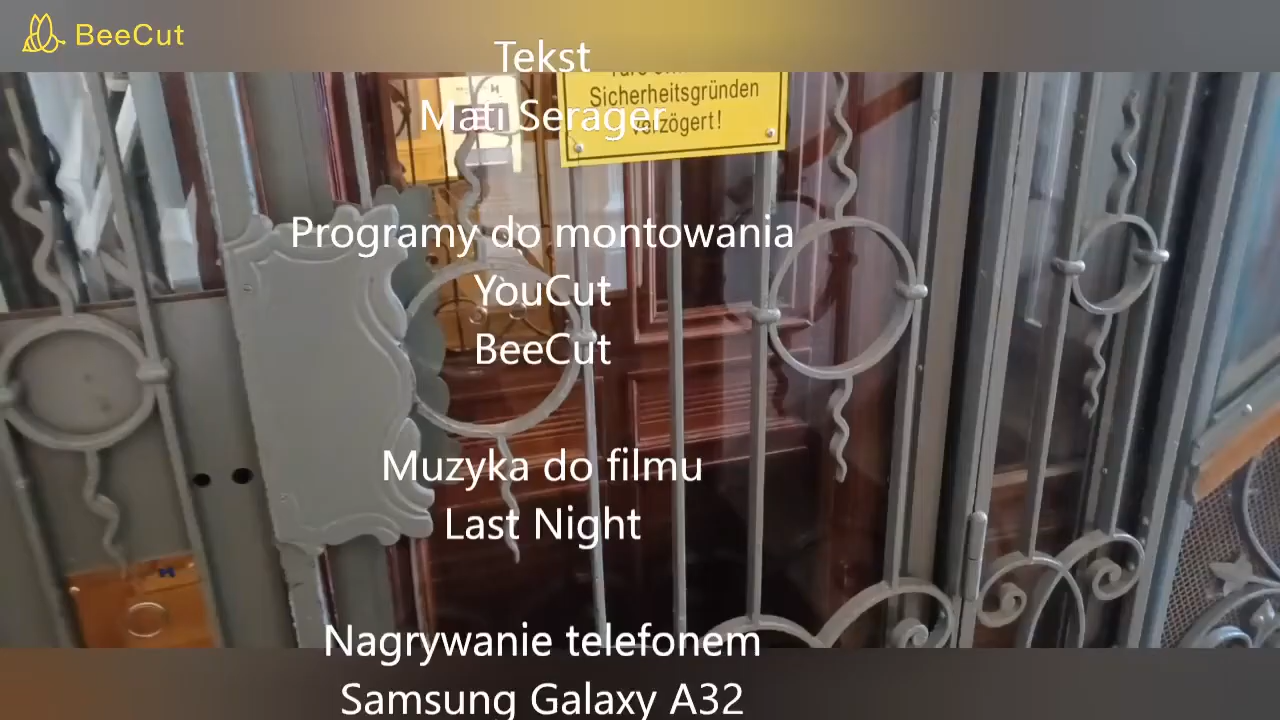 BeeCut
Tekst
Mati Serager
Sicherheitsgründen
verzögert!
Programy do montowania
YouCut
BeeCut
Muzyka do filmu
Last Night
Nagrywanie telefonem
Samsung Galaxy A32